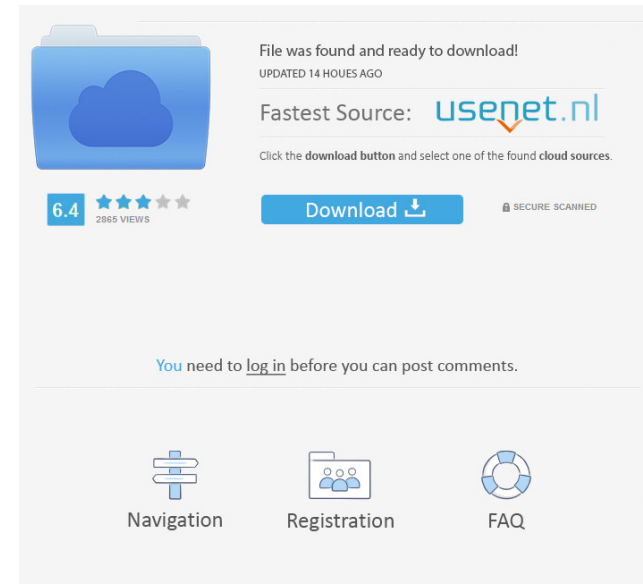 File was found and ready to download!
UPDATED 14 HOUES AGO
Fastest Source: usenet.nl
Click the download button and select one of the found cloud sources.
6.4
2865 VIEWS
Download
SECURE SCANNED
You need to log in before you can post comments.
Navigation
Registration
FAQ